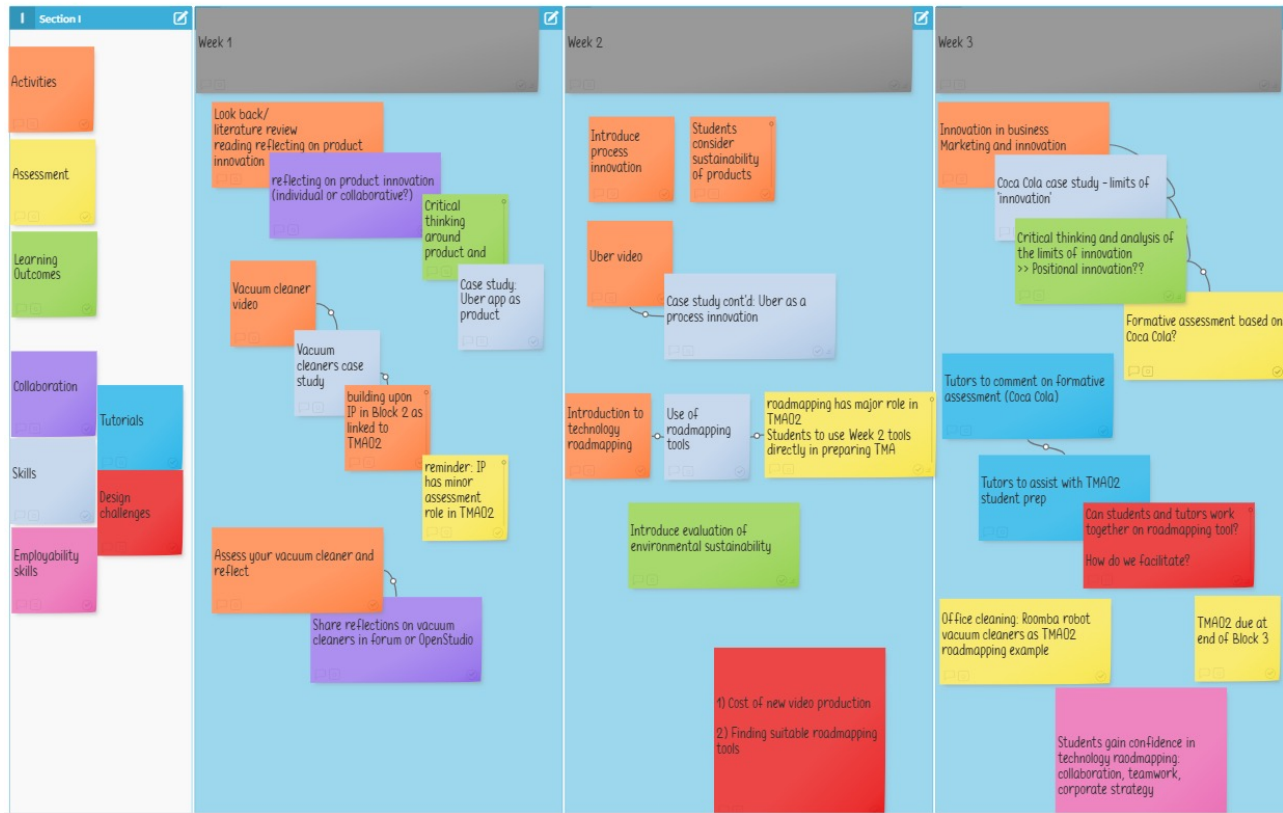 I Section I
Activities
Assessment
Learning
Outcomes
Collaboration
Tutorials
Skills
Design
challenges
Employability
skills
Week 1
Look back/
literature review
reading reflecting on product
innovation
reflecting on product innovation
(individual or collaborative?)
Critical
thinking
around
product and
Case study:
Uber app as
product
Vacuum cleaner
video
Vacuum
cleaners case
study
building upon
IP in Block 2 as
linked to
TMA02
reminder: IP
has minor
assessment
role in TMA02
Assess your vacuum cleaner and
reflect
Share reflections on vacuum
cleaners in forum or OpenStudio
Week 2
Introduce
process
innovation
Students
consider
sustainability
of products
Uber video
Case study cont'd: Uber as a
process innovation
Introduction to
technology
roadmapping
Use of
roadmapping
tools
roadmapping has major role in
TMA02
Students to use Week 2 tools
directly in preparing TMA
Introduce evaluation of
environmental sustainability
1) Cost of new video production
2) Finding suitable roadmapping
tools
Week 3
Innovation in business
Marketing and innovation
Coca Cola case study - limits of
'innovation'
Critical thinking and analysis of
the limits of innovation
>> Positional innovation??
Formative assessment based on
Coca Cola?
Tutors to comment on formative
assessment (Coca Cola)
Tutors to assist with TMA02
student prep
Can students and tutors work
together on roadmapping tool?
How do we facilitate?
Office cleaning: Roomba robot
vacuum cleaners as TMA02
roadmapping example
TMA02 due at
end of Block 3
Students gain confidence in
technology raodmapping:
collaboration, teamwork,
corporate strategy